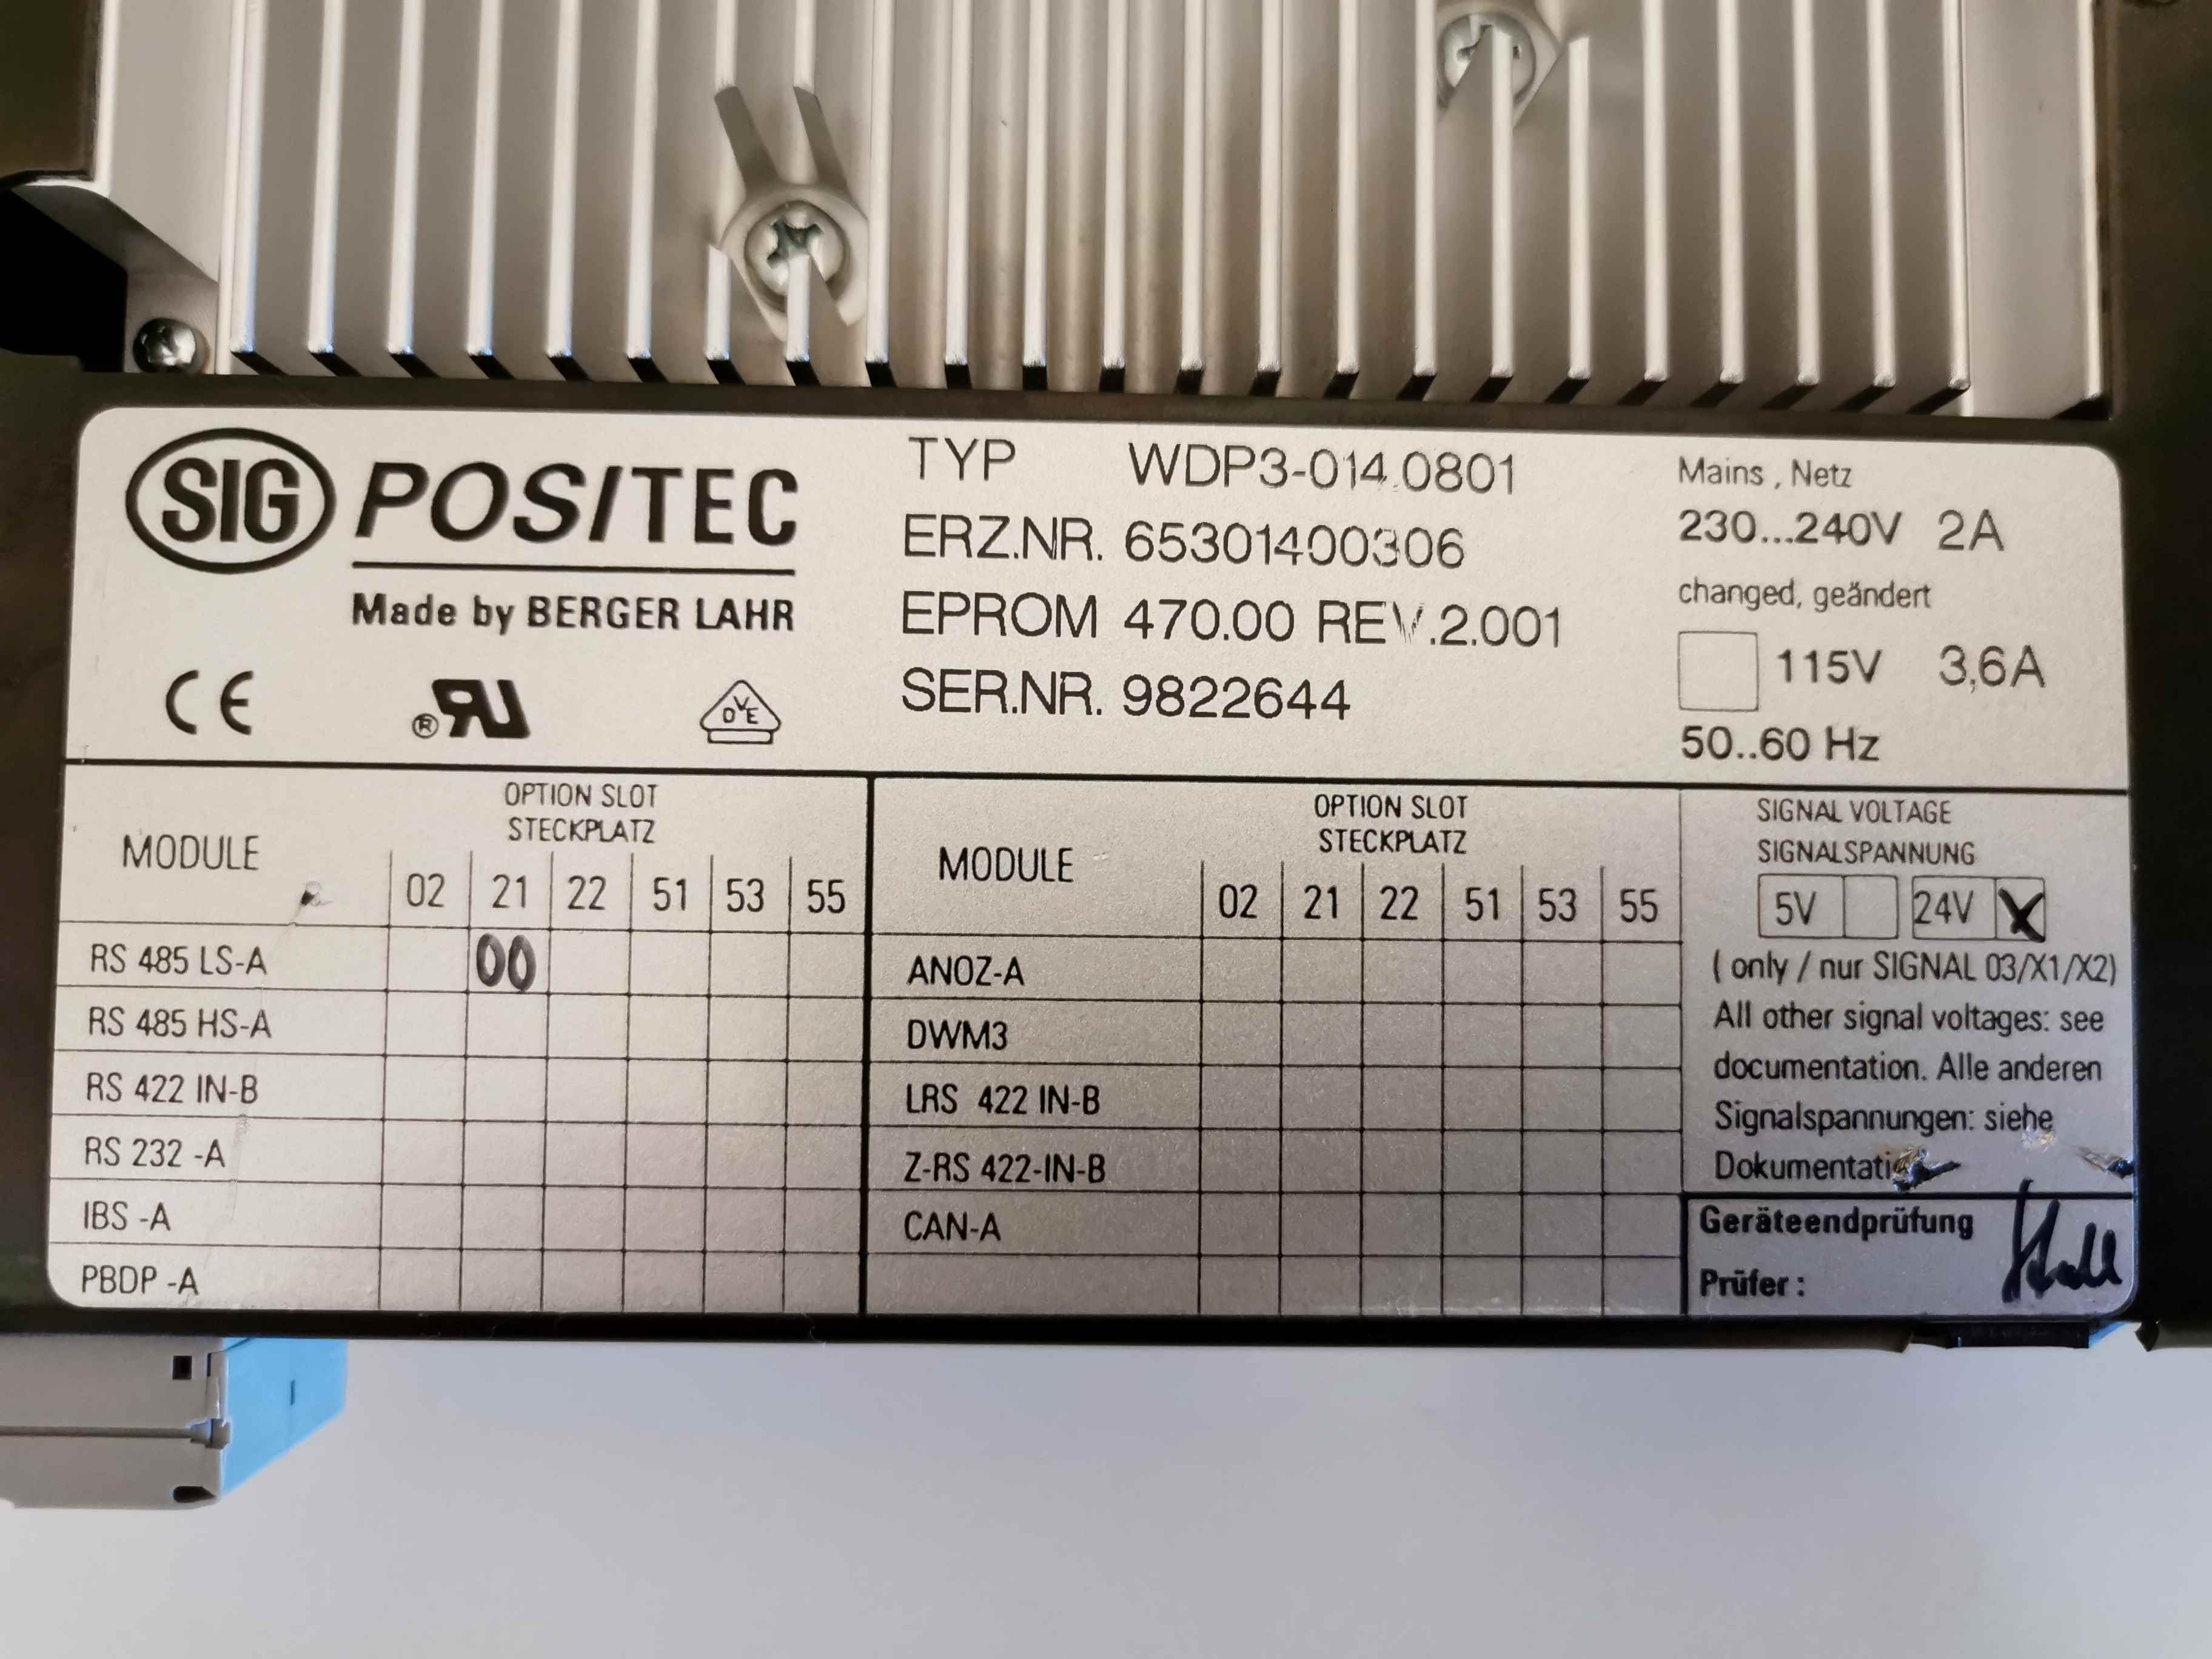 SIG POSITEC
Made by BERGER LAHR
CE
® RU
DVE
TYP WDP3-014.0801
ERZ.NR. 65301400306
EPROM 470.00 REV.2.001
SER.NR. 9822644
Mains , Netz
230...240V 2A
changed, geändert
115V 3,6A
50..60 Hz
OPTION SLOT
STECKPLATZ
MODULE
02 21 22 51 53 55
RS 485 LS-A 00
RS 485 HS-A
RS 422 IN-B
RS 232 -A
IBS -A
PBDP -A
OPTION SLOT
STECKPLATZ
MODULE
02 21 22 51 53 55
ANOZ-A
DWM3
LRS 422 IN-B
Z-RS 422-IN-B
CAN-A
SIGNAL VOLTAGE
SIGNALSPANNUNG
5V 24V X
( only / nur SIGNAL 03/X1/X2)
All other signal voltages: see
documentation. Alle anderen
Signalspannungen: siehe
Geräteendprüfung
Prüfer :